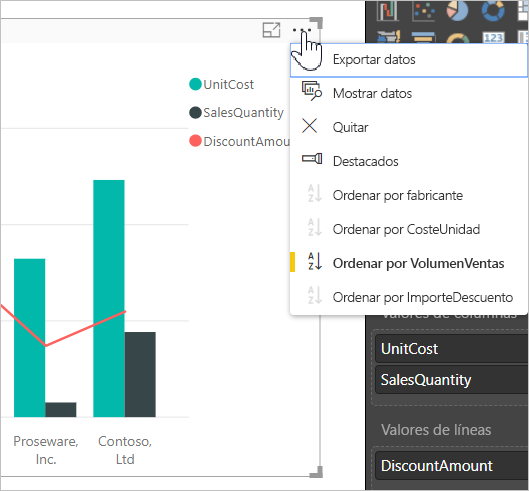 123
UnitCost
SalesQuantity
DiscountAmou
Exportar datos
Mostrar datos
Quitar
Destacados
Ordenar por fabricante
Ordenar por CosteUnidad
Ordenar por VolumenVentas
Ordenar por ImporteDescuento
Proseware,
Inc.
Contoso,
Ltd
Valores de columnas
UnitCost
SalesQuantity
Valores de líneas
DiscountAmount